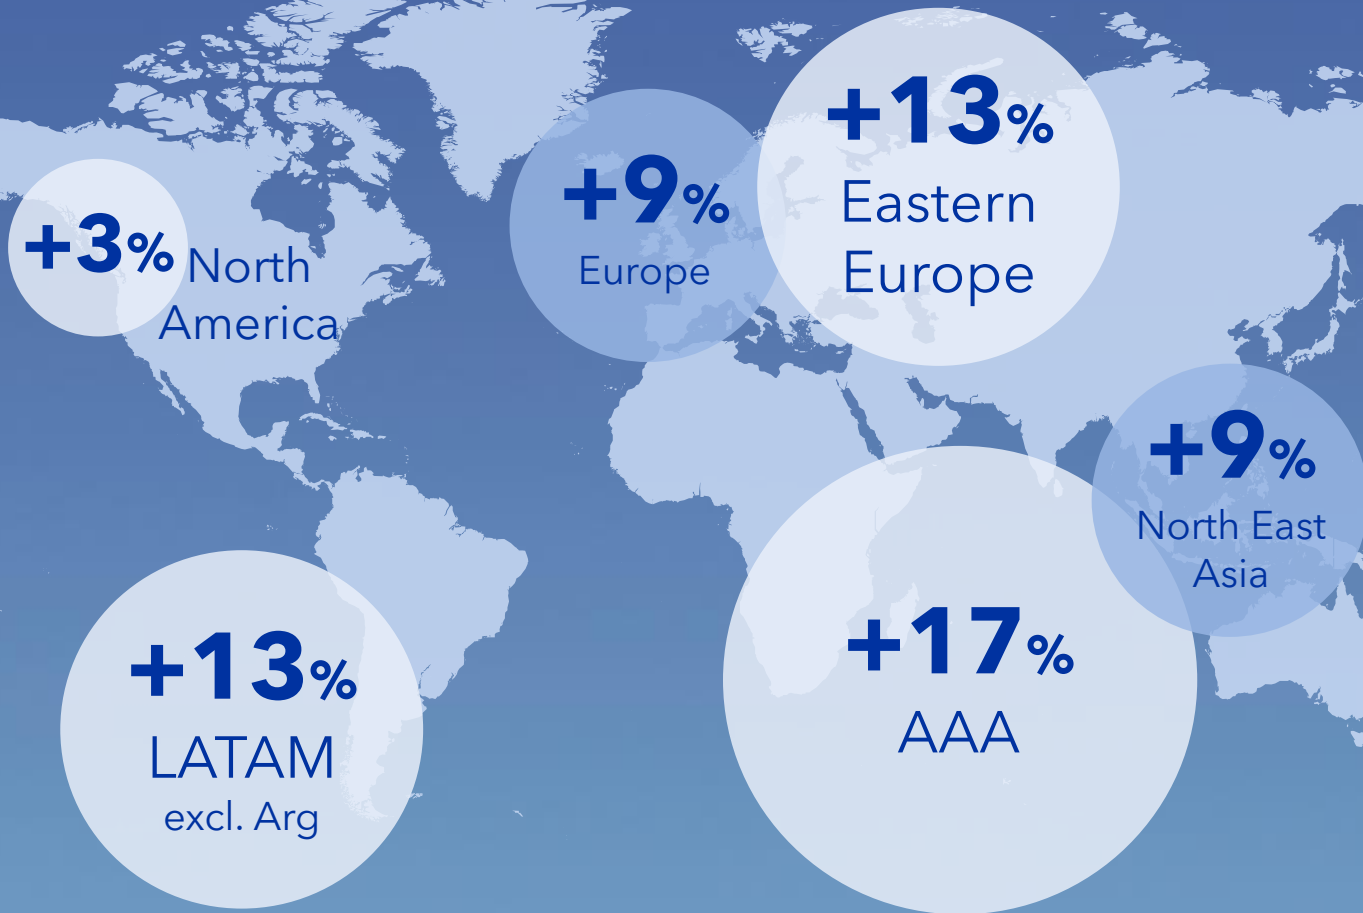 +3%
North
America
+9%
Europe
+13%
Eastern
Europe
+9%
North East
Asia
+13%
LATAM
excl. Arg
+17%
AAA